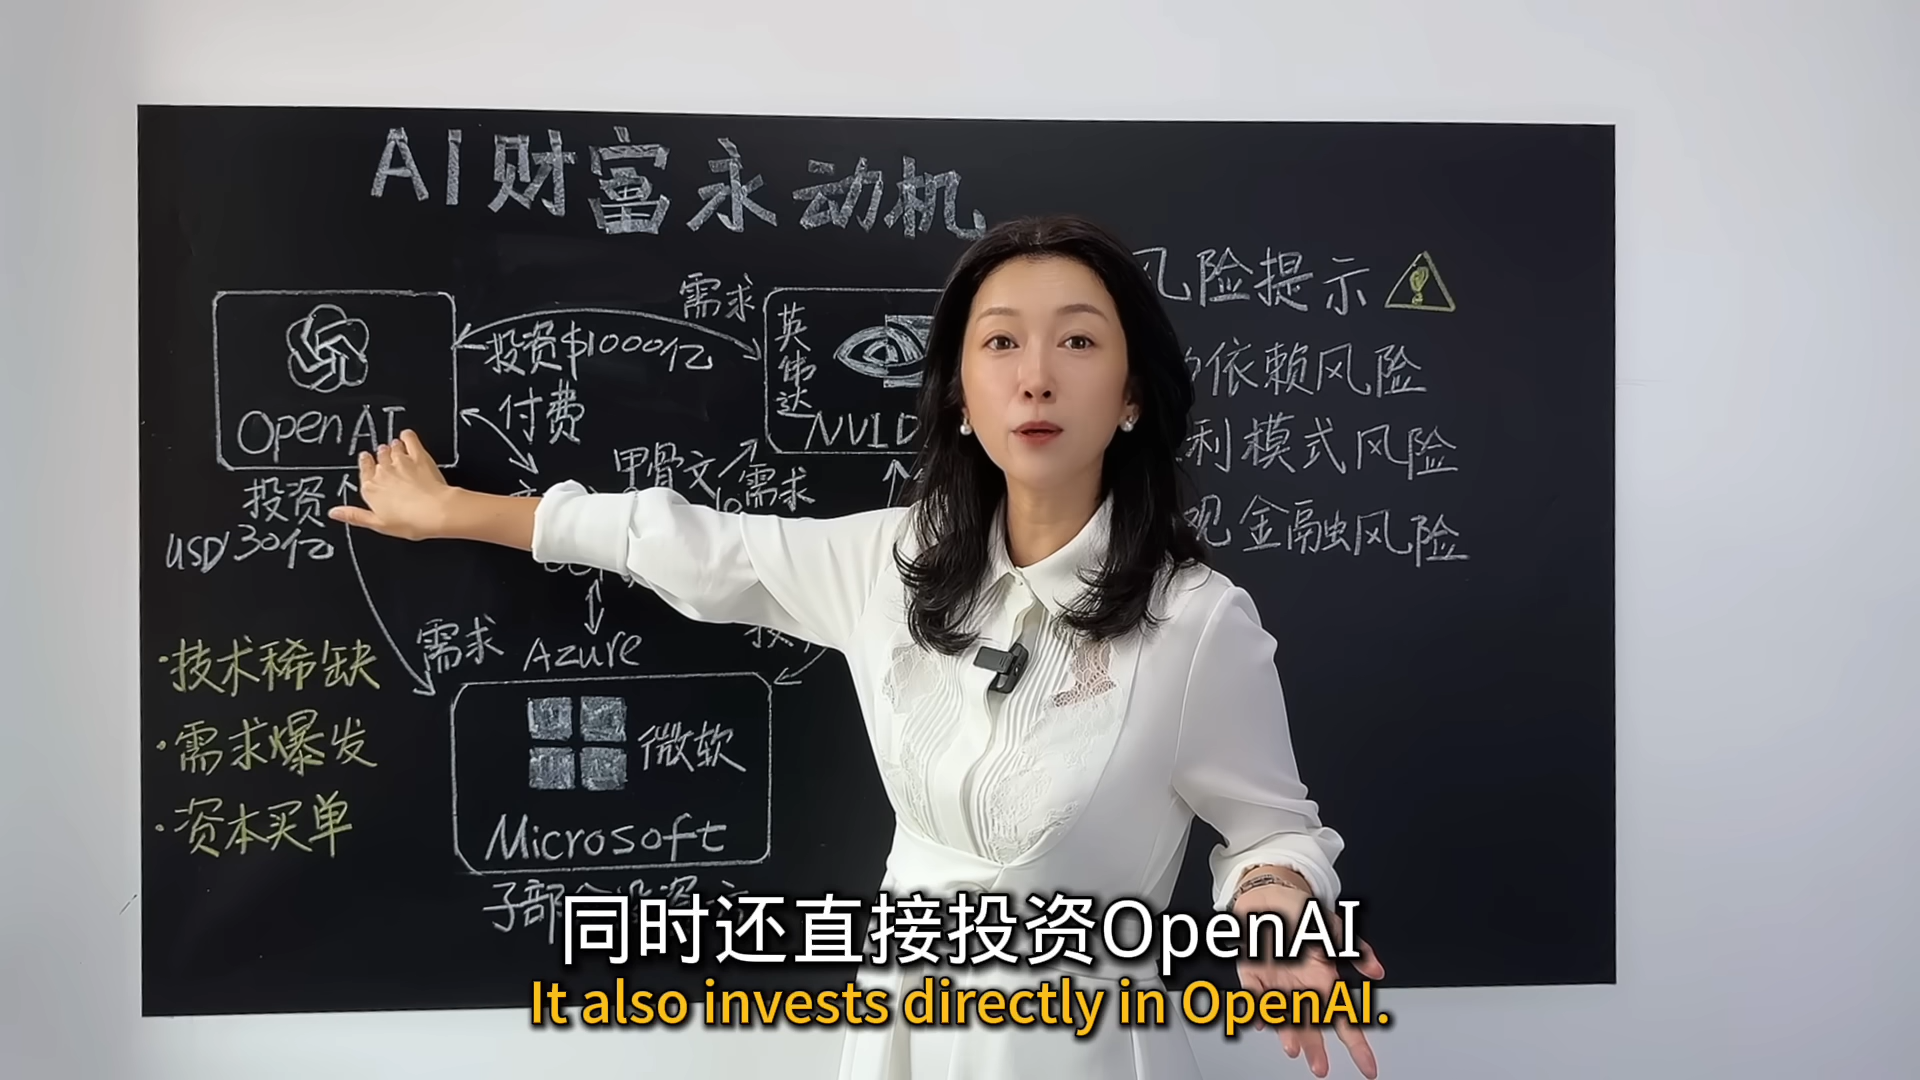 AI财富永动机
风险提示
依赖风险
利模式风险
观金融风险
需求
投资$1000亿
付费
英伟达
NVID
OpenAI
甲骨文
需求
投资
USD 30亿
需求
Azure
微软
Microsoft
·技术稀缺
·需求爆发
·资本买单
同时还直接投资OpenAI
It also invests directly in OpenAI.